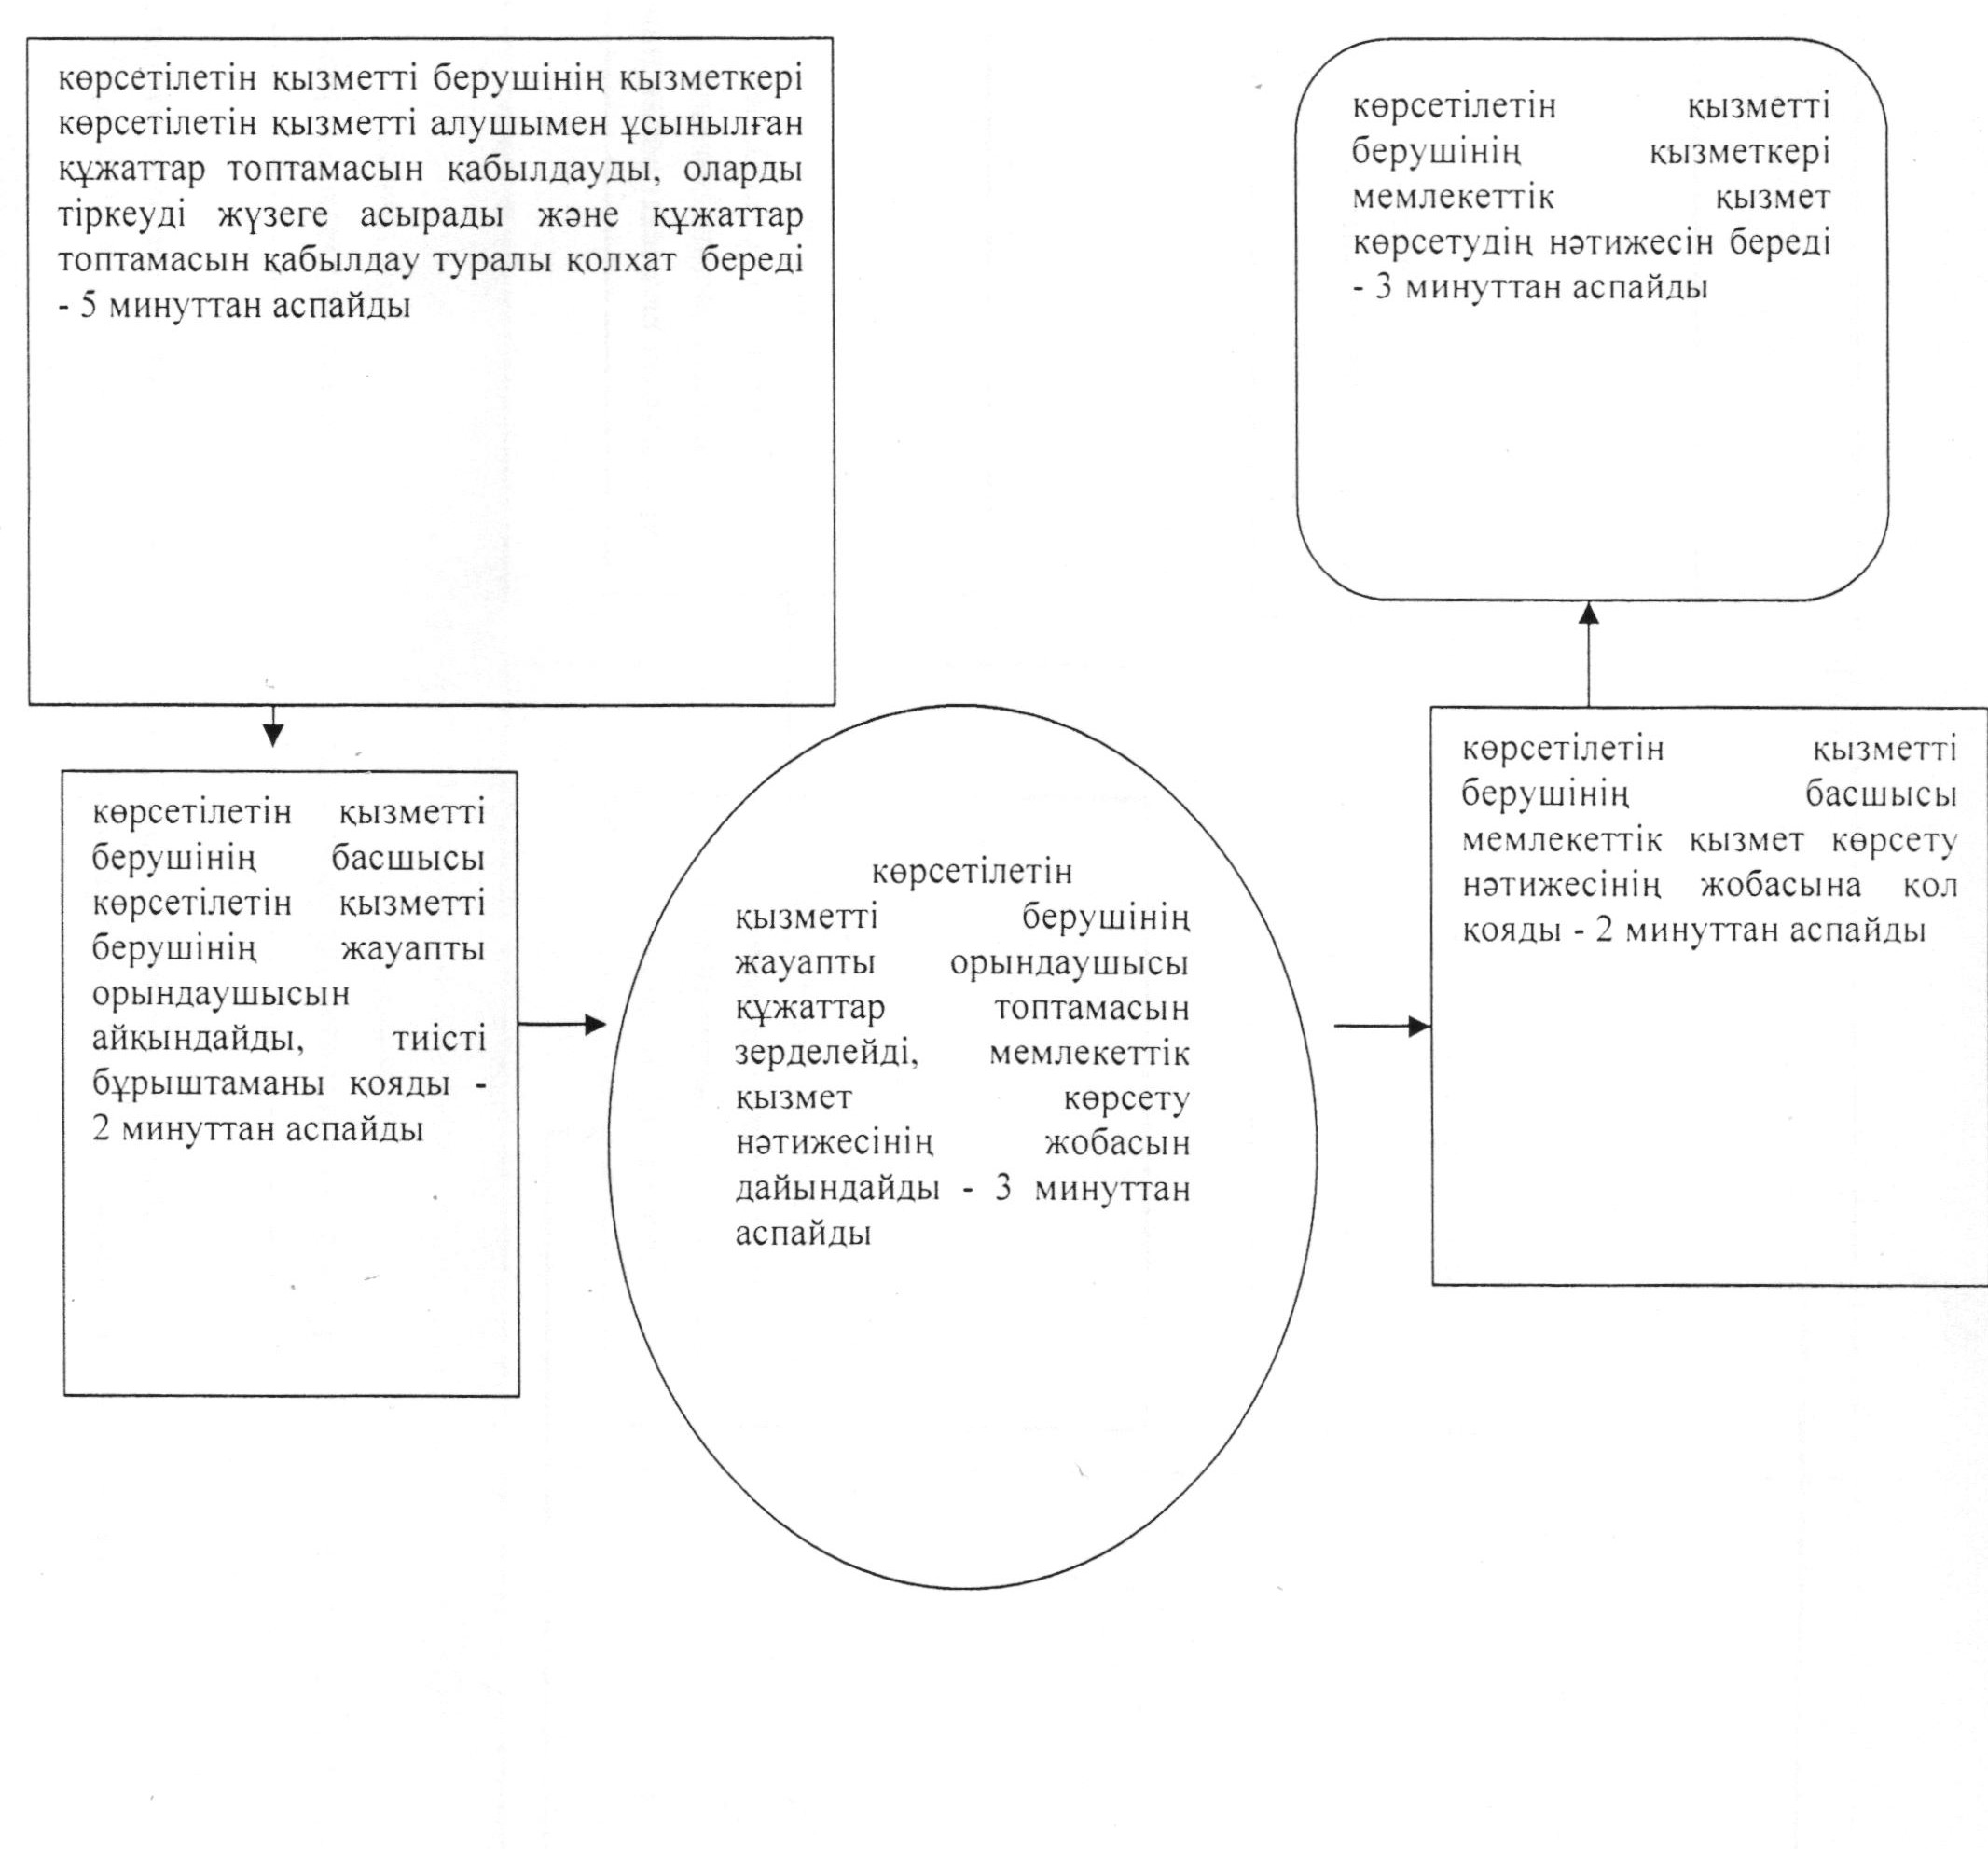 көрсетілетін қызметті берушінің қызметкері
көрсетілетін қызметті алушымен ұсынылған
құжаттар топтамасын қабылдауды, оларды
тіркеуді жүзеге асырады және құжаттар
топтамасын қабылдау туралы қолхат береді
- 5 минуттан аспайды
көрсетілетін қызметті
берушінің басшысы
көрсетілетін қызметті
берушінің жауапты
орындаушысын
айқындайды, тиісті
бұрыштаманы қояды -
2 минуттан аспайды
көрсетілетін
қызметті берушінің
жауапты орындаушысы
құжаттар топтамасын
зерделейді, мемлекеттік
қызмет көрсету
нәтижесінің жобасын
дайындайды - 3 минуттан
аспайды
көрсетілетін қызметті
берушінің басшысы
мемлекеттік қызмет көрсету
нәтижесінің жобасына қол
қояды - 2 минуттан аспайды
көрсетілетін қызметті
берушінің қызметкері
мемлекеттік қызмет
көрсетудің нәтижесін береді
- 3 минуттан аспайды